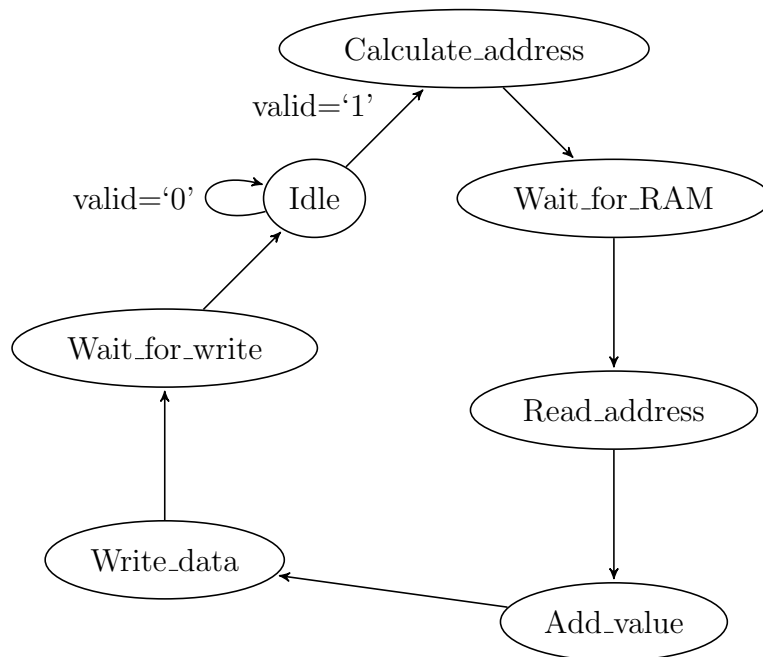 Calculate_address
valid=‘1’
valid=‘0’
Idle
Wait_for_RAM
Wait_for_write
Read_address
Write_data
Add_value